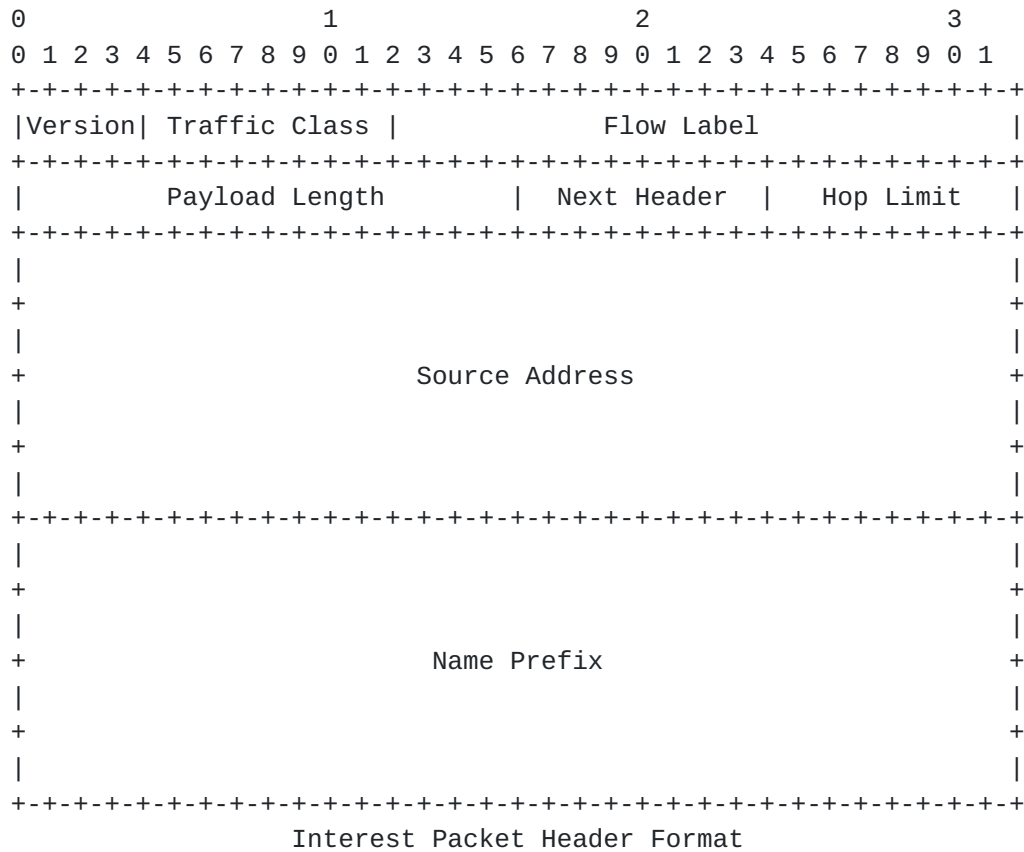 0                   1                   2                   3
0 1 2 3 4 5 6 7 8 9 0 1 2 3 4 5 6 7 8 9 0 1 2 3 4 5 6 7 8 9 0 1
+-+-+-+-+-+-+-+-+-+-+-+-+-+-+-+-+-+-+-+-+-+-+-+-+-+-+-+-+-+-+-+-+
|Version| Traffic Class |             Flow Label                |
+-+-+-+-+-+-+-+-+-+-+-+-+-+-+-+-+-+-+-+-+-+-+-+-+-+-+-+-+-+-+-+-+
|         Payload Length        |  Next Header  |   Hop Limit   |
+-+-+-+-+-+-+-+-+-+-+-+-+-+-+-+-+-+-+-+-+-+-+-+-+-+-+-+-+-+-+-+-+
|                                                               |
+                                                               +
|                                                               |
+                         Source Address                        +
|                                                               |
+                                                               +
|                                                               |
+-+-+-+-+-+-+-+-+-+-+-+-+-+-+-+-+-+-+-+-+-+-+-+-+-+-+-+-+-+-+-+-+
|                                                               |
+                                                               +
|                                                               |
+                          Name Prefix                          +
|                                                               |
+                                                               +
|                                                               |
+-+-+-+-+-+-+-+-+-+-+-+-+-+-+-+-+-+-+-+-+-+-+-+-+-+-+-+-+-+-+-+-+
                  Interest Packet Header Format